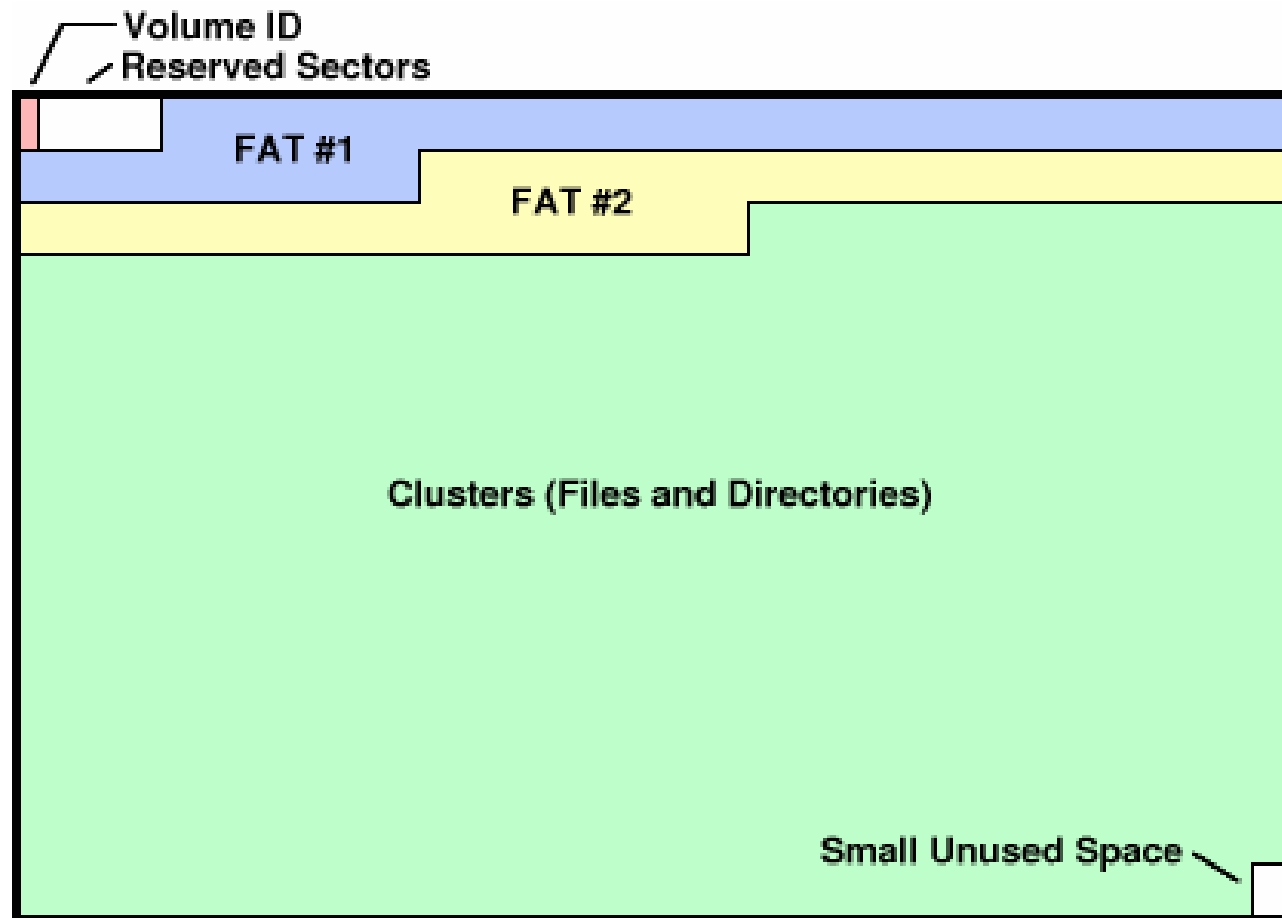 Volume ID
Reserved Sectors
FAT #1
FAT #2
Clusters (Files and Directories)
Small Unused Space